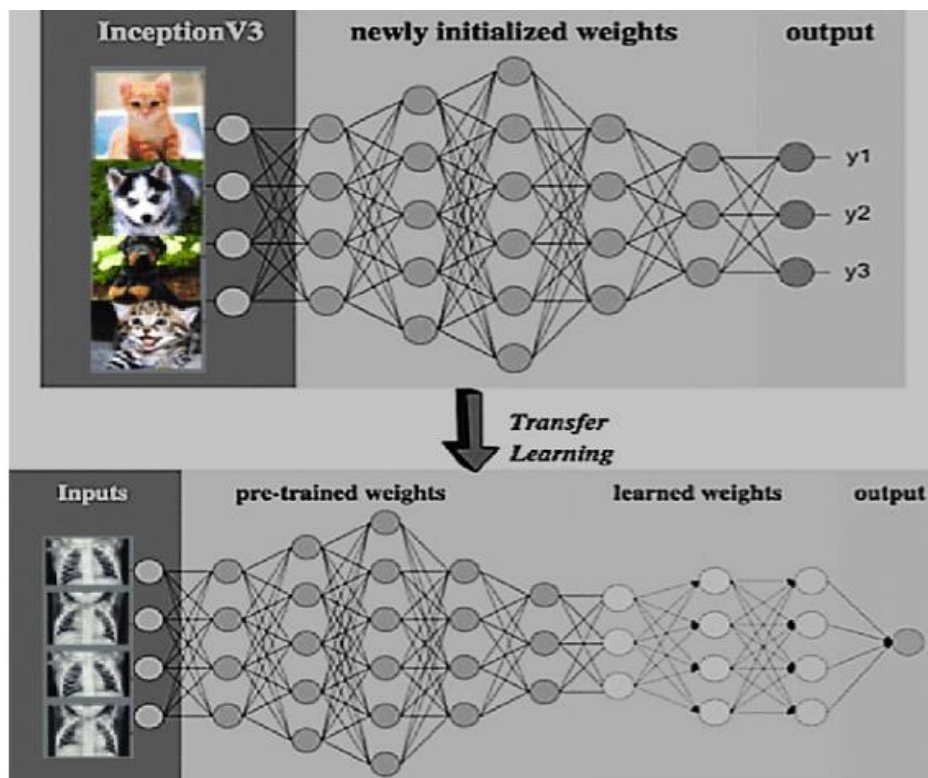 InceptionV3 newly initialized weights output
y1
y2
y3
Transfer
Learning
Inputs pre-trained weights learned weights output